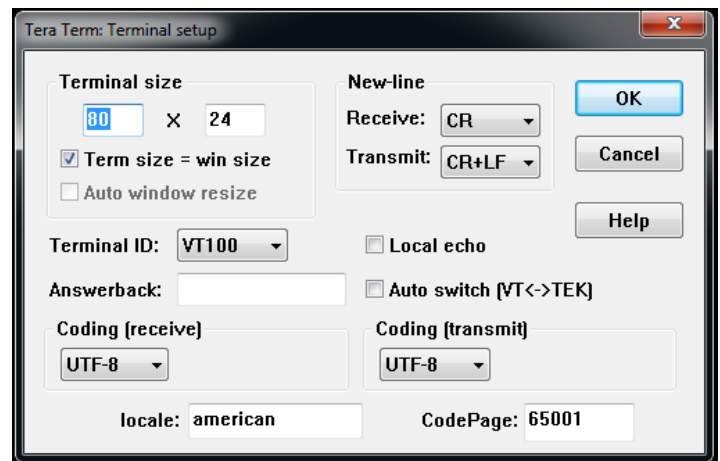 Tera Term: Terminal setup
Terminal size
80 X 24
Term size = win size
Auto window resize
New-line
Receive: CR
Transmit: CR+LF
OK
Cancel
Help
Terminal ID: VT100
Local echo
Answerback:
Auto switch (VT<->TEK)
Coding (receive)
UTF-8
Coding (transmit)
UTF-8
locale: american
CodePage: 65001